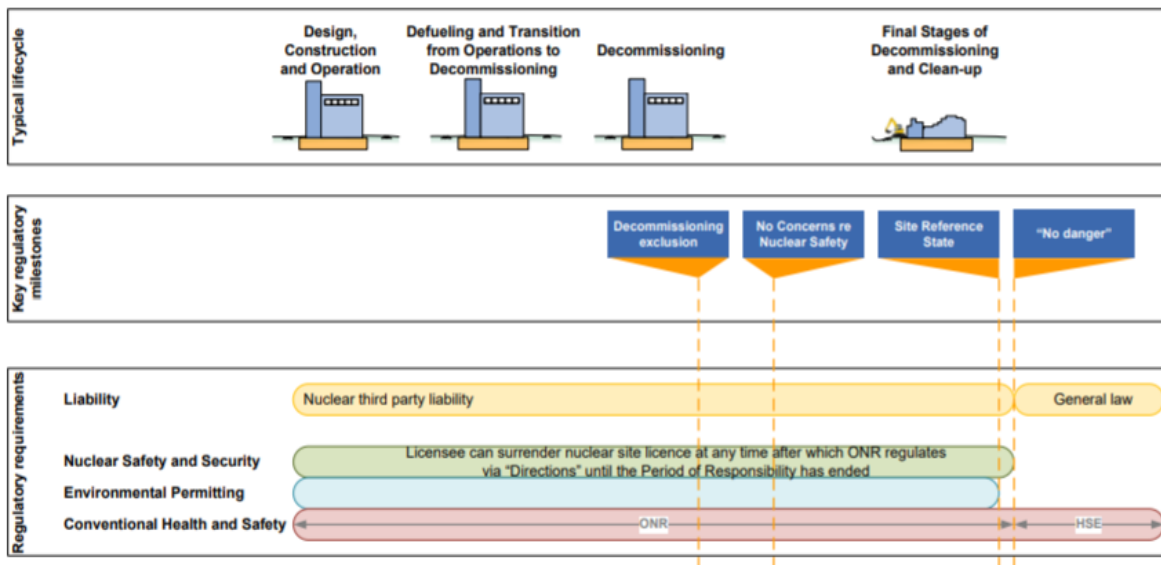 Typical lifecycle
Design,
Construction
and Operation
Defueling and Transition
from Operations to
Decommissioning
Decommissioning
Final Stages of
Decommissioning
and Clean-up
Key regulatory
milestones
Decommissioning
exclusion
No Concerns re
Nuclear Safety
Site Reference
State
“No danger”
Regulatory requirements
Liability
Nuclear third party liability
General law
Nuclear Safety and Security
Licensee can surrender nuclear site licence at any time after which ONR regulates
via “Directions” until the Period of Responsibility has ended
Environmental Permitting
Conventional Health and Safety
ONR
HSE